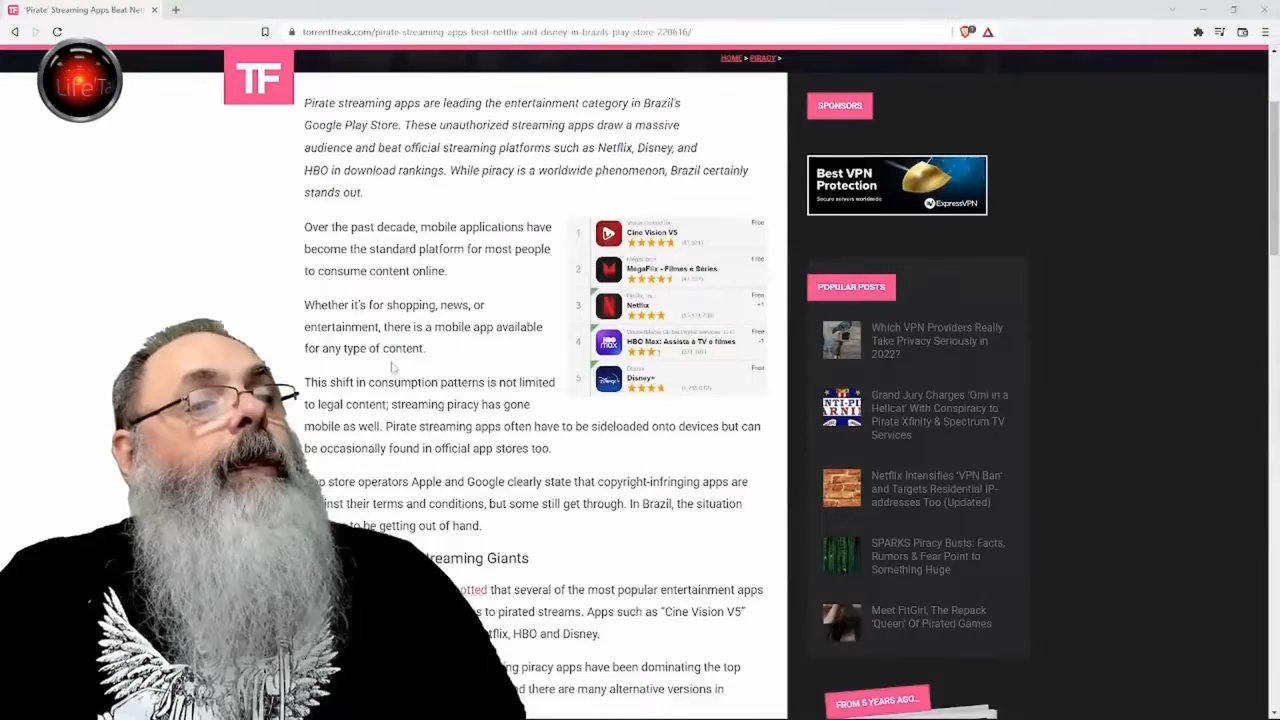 'Pirate' Streaming Apps Beat Net
torrentfreak.com/pirate-streaming-apps-beat-netflix-and-disney-in-brazils-play-store-220616/
HOME > PIRACY >
TF
Pirate streaming apps are leading the entertainment category in Brazil's
Google Play Store. These unauthorized streaming apps draw a massive
audience and beat official streaming platforms such as Netflix, Disney, and
HBO in download rankings. While piracy is a worldwide phenomenon, Brazil certainly
stands out.
Over the past decade, mobile applications have
become the standard platform for most people
to consume content online.
Whether it's for shopping, news, or
entertainment, there is a mobile app available
for any type of content.
This shift in consumption patterns is not limited
to legal content; streaming piracy has gone
mobile as well. Pirate streaming apps often have to be sideloaded onto devices but can
be occasionally found in official app stores too.
store operators Apple and Google clearly state that copyright-infringing apps are
their terms and conditions, but some still get through. In Brazil, the situation
to be getting out of hand.
Streaming Giants
that several of the most popular entertainment apps
to pirated streams. Apps such as “Cine Vision V5”
HBO and Disney.
piracy apps have been dominating the top
there are many alternative versions in
1
Cine Vision V5
Free
2
MegaFlix - Filmes e Séries
Free
3
Netflix
Free
+1
4
HBO Max: Assista a TV e filmes
Free
-1
HBO
max
5
Disney+
Free
SPONSORS
Best VPN
Protection
Secure servers worldwide
ExpressVPN
POPULAR POSTS
Which VPN Providers Really
Take Privacy Seriously in
2022?
Grand Jury Charges 'Omi in a
Hellcat' With Conspiracy to
Pirate Xfinity & Spectrum TV
Services
Netflix Intensifies 'VPN Ban'
and Targets Residential IP-
addresses Too (Updated)
SPARKS Piracy Busts: Facts,
Rumors & Fear Point to
Something Huge
Meet FitGirl, The Repack
'Queen' Of Pirated Games
FROM 5 YEARS AGO...